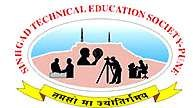 SINHGAD TECHNICAL EDUCATION SOCIETY-PUNE
तमसो मा ज्योतिर्गमय